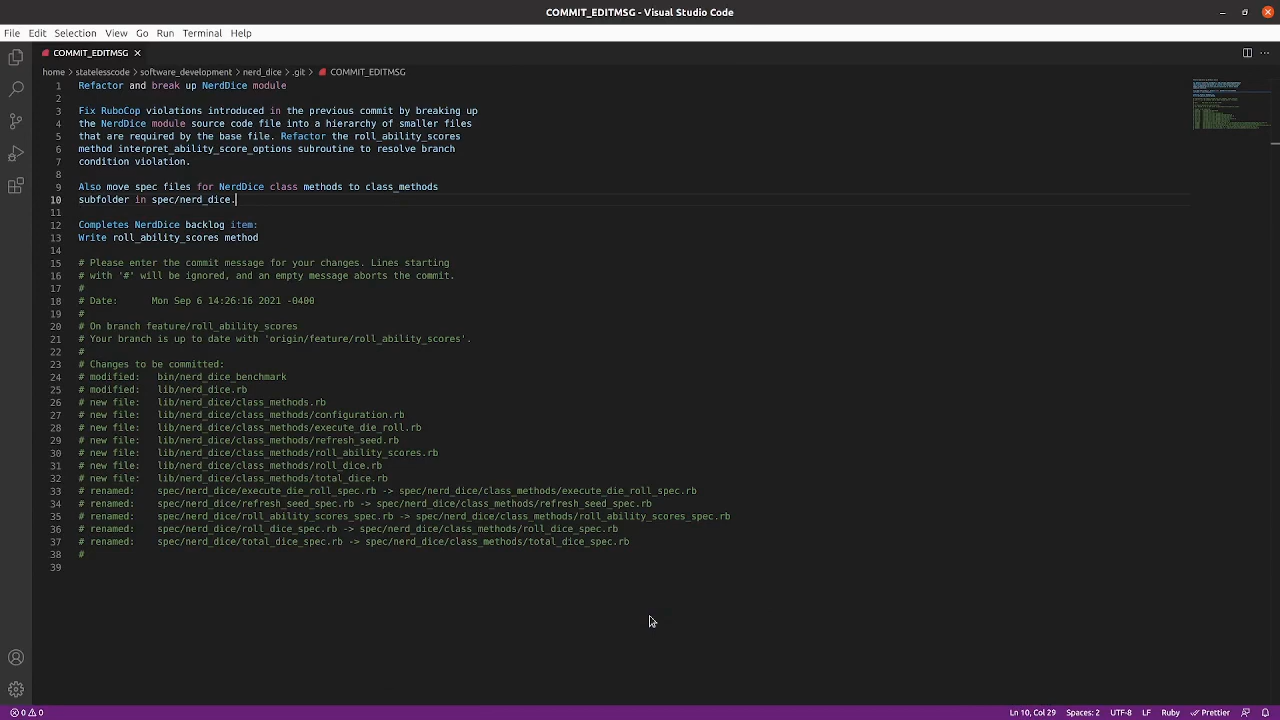 COMMIT_EDITMSG - Visual Studio Code
File Edit Selection View Go Run Terminal Help
COMMIT_EDITMSG
home > statelesscode > software_development > nerd_dice > .git > COMMIT_EDITMSG
1 Refactor and break up NerdDice module
2
3 Fix RuboCop violations introduced in the previous commit by breaking up
4 the NerdDice module source code file into a hierarchy of smaller files
5 that are required by the base file. Refactor the roll_ability_scores
6 method interpret_ability_score_options subroutine to resolve branch
7 condition violation.
8
9 Also move spec files for NerdDice class methods to class_methods
10 subfolder in spec/nerd_dice.
11
12 Completes NerdDice backlog item:
13 Write roll_ability_scores method
14
15 # Please enter the commit message for your changes. Lines starting
16 # with '#' will be ignored, and an empty message aborts the commit.
17 #
18 # Date:      Mon Sep 6 14:26:16 2021 -0400
19 #
20 # On branch feature/roll_ability_scores
21 # Your branch is up to date with 'origin/feature/roll_ability_scores'.
22 #
23 # Changes to be committed:
24 # modified:   bin/nerd_dice_benchmark
25 # modified:   lib/nerd_dice.rb
26 # new file:   lib/nerd_dice/class_methods.rb
27 # new file:   lib/nerd_dice/class_methods/configuration.rb
28 # new file:   lib/nerd_dice/class_methods/execute_die_roll.rb
29 # new file:   lib/nerd_dice/class_methods/refresh_seed.rb
30 # new file:   lib/nerd_dice/class_methods/roll_ability_scores.rb
31 # new file:   lib/nerd_dice/class_methods/roll_dice.rb
32 # new file:   lib/nerd_dice/class_methods/total_dice.rb
33 # renamed:    spec/nerd_dice/execute_die_roll_spec.rb -> spec/nerd_dice/class_methods/execute_die_roll_spec.rb
34 # renamed:    spec/nerd_dice/refresh_seed_spec.rb -> spec/nerd_dice/class_methods/refresh_seed_spec.rb
35 # renamed:    spec/nerd_dice/roll_ability_scores_spec.rb -> spec/nerd_dice/class_methods/roll_ability_scores_spec.rb
36 # renamed:    spec/nerd_dice/roll_dice_spec.rb -> spec/nerd_dice/class_methods/roll_dice_spec.rb
37 # renamed:    spec/nerd_dice/total_dice_spec.rb -> spec/nerd_dice/class_methods/total_dice_spec.rb
38 #
39
0 0 Ln 10, Col 29 Spaces: 2 UTF-8 LF Ruby Prettier